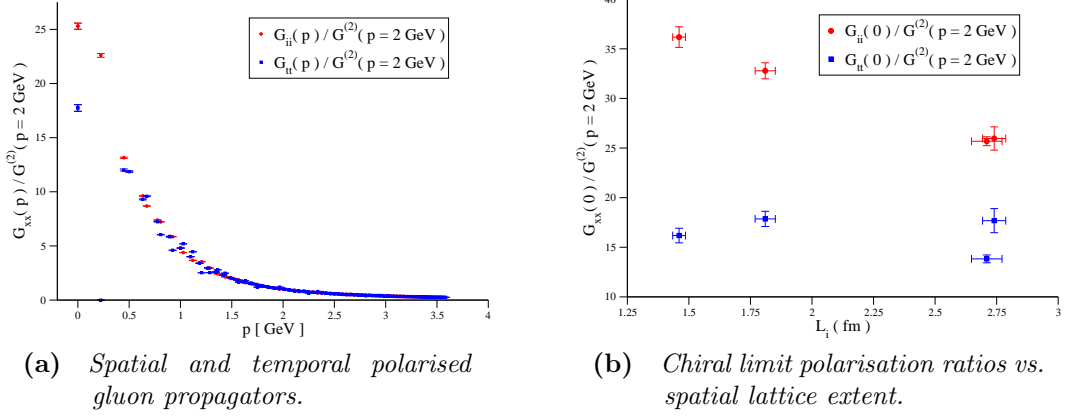 25
20
15
10
5
0
0
0.5
1
1.5
2
2.5
3
3.5
4
p [ GeV ]
G_xx( p ) / G^(2)( p = 2 GeV )
G_ii( p ) / G^(2)( p = 2 GeV )
G_tt( p ) / G^(2)( p = 2 GeV )
(a) Spatial and temporal polarised
gluon propagators.
40
35
30
25
20
15
10
1.25
1.5
1.75
2
2.25
2.5
2.75
3
L_i ( fm )
G_xx( 0 ) / G^(2)( p = 2 GeV )
G_ii( 0 ) / G^(2)( p = 2 GeV )
G_tt( 0 ) / G^(2)( p = 2 GeV )
(b) Chiral limit polarisation ratios vs.
spatial lattice extent.